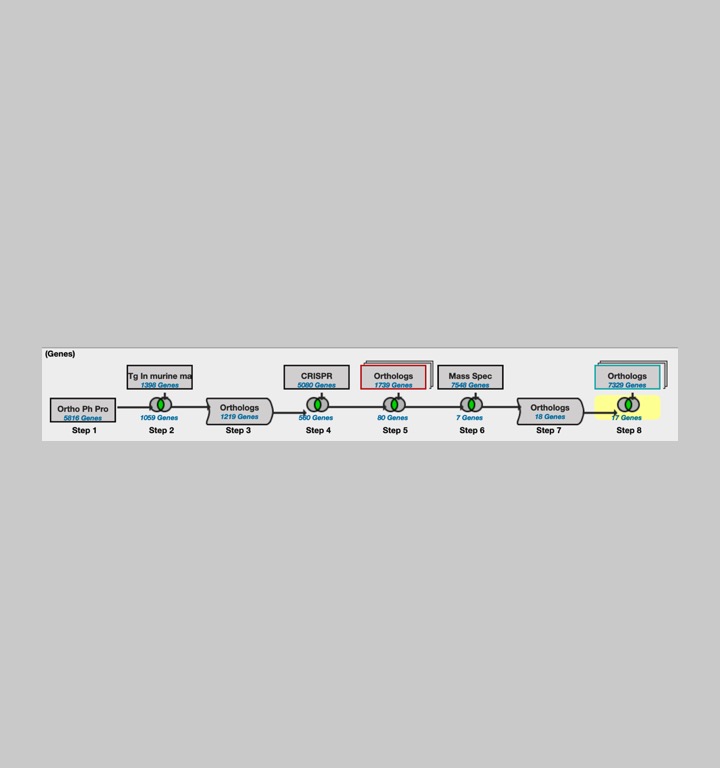 (Genes)
Tg In murine ma
1398 Genes
CRISPR
5080 Genes
Orthologs
1739 Genes
Mass Spec
7548 Genes
Orthologs
7329 Genes
Ortho Ph Pro
5816 Genes
1059 Genes
Orthologs
1219 Genes
560 Genes
80 Genes
7 Genes
Orthologs
18 Genes
17 Genes
Step 1
Step 2
Step 3
Step 4
Step 5
Step 6
Step 7
Step 8